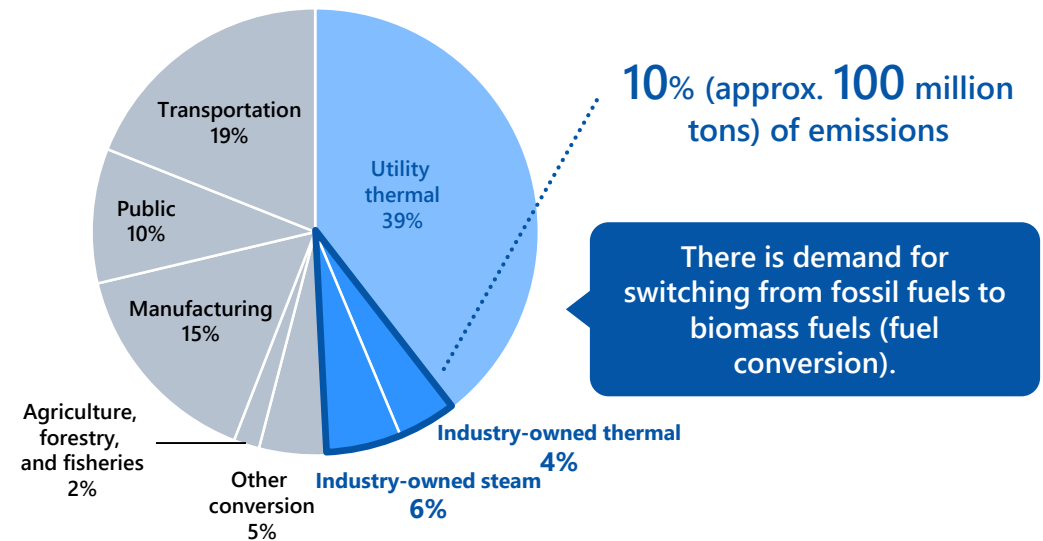 Transportation
19%
Public
10%
Manufacturing
15%
Agriculture,
forestry,
and fisheries
2%
Other
conversion
5%
Industry-owned steam
6%
Industry-owned thermal
4%
Utility
thermal
39%
10% (approx. 100 million
tons) of emissions
There is demand for
switching from fossil fuels to
biomass fuels (fuel
conversion).